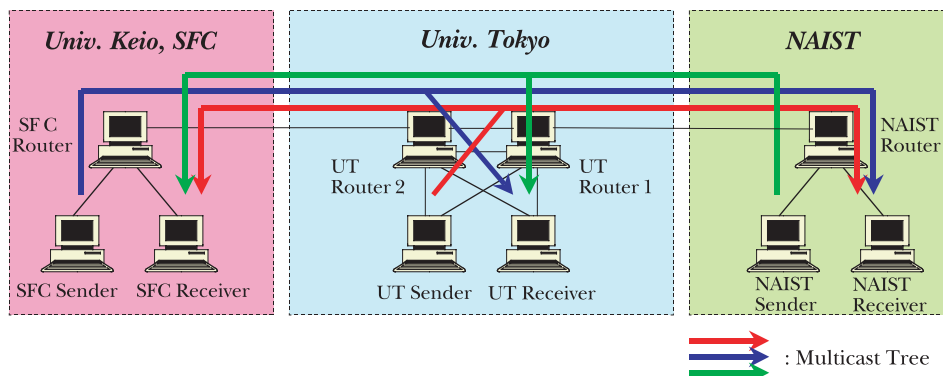 Univ. Keio, SFC
Univ. Tokyo
NAIST
SF C
Router
UT
Router 2
UT
Router 1
NAIST
Router
SFC Sender
SFC Receiver
UT Sender
UT Receiver
NAIST
Sender
NAIST
Receiver
: Multicast Tree